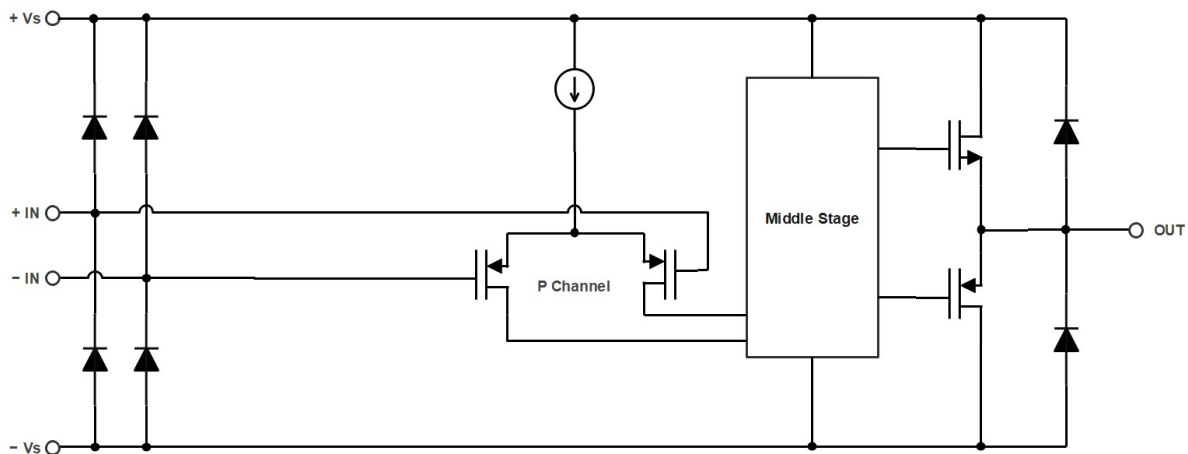 + Vs
+ IN
Middle Stage
OUT
− IN
P Channel
− Vs